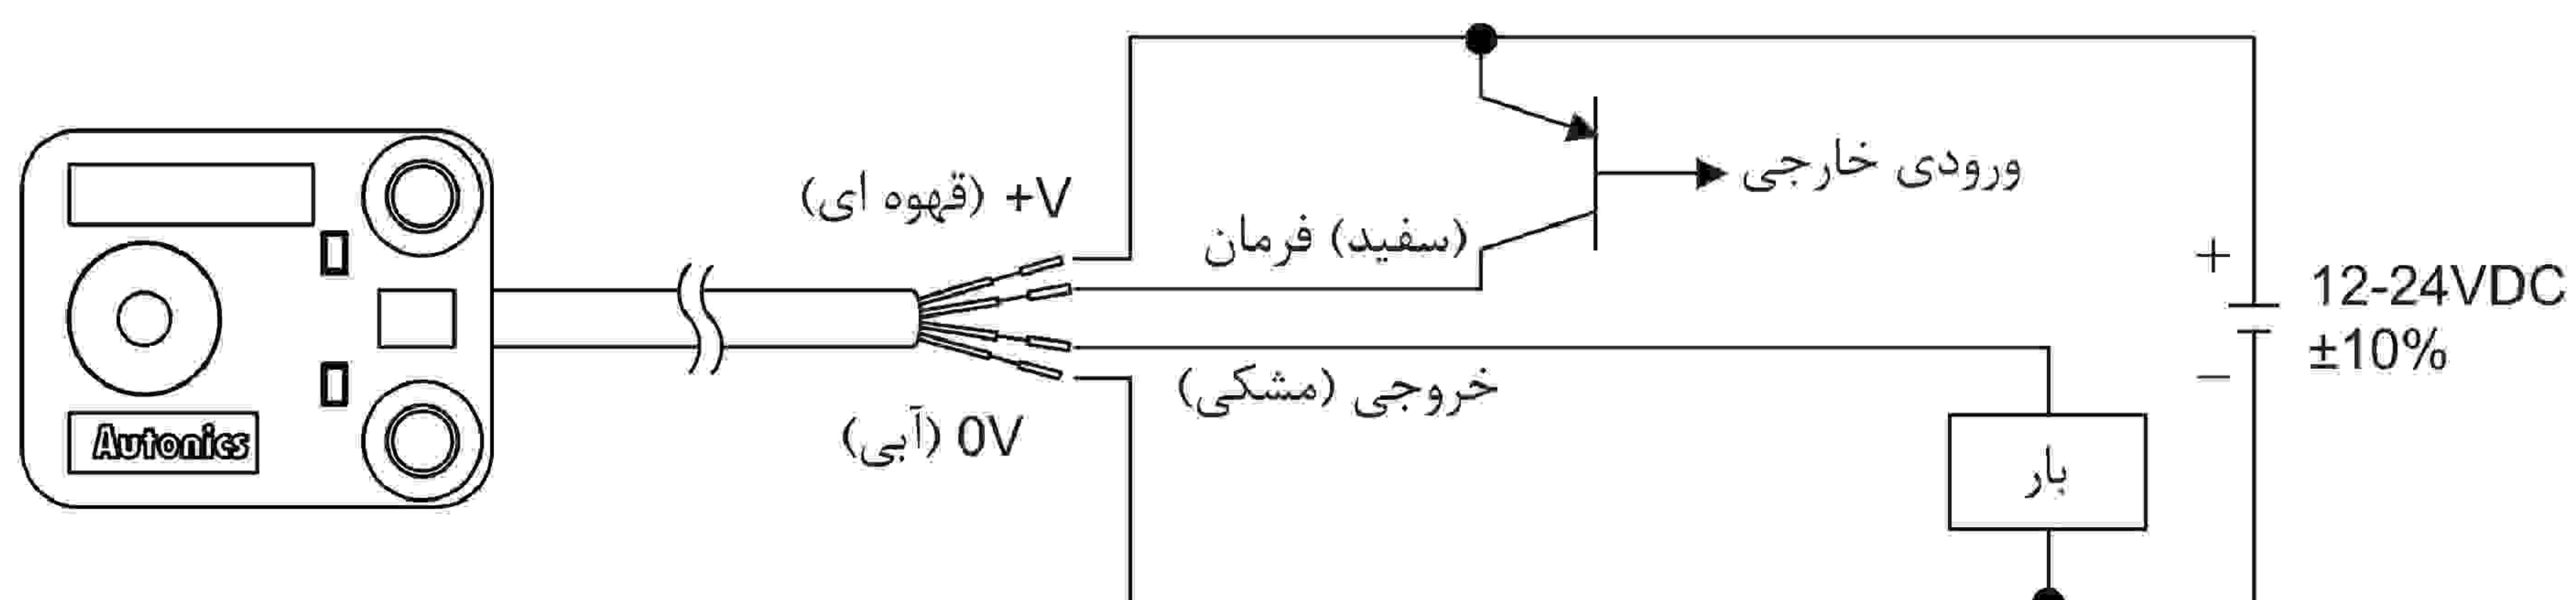 +V (قهوه ای)
ورودی خارجی
(سفید) فرمان
+
12-24VDC
±10%
−
خروجی (مشکی)
0V (آبی)
Autonics
بار